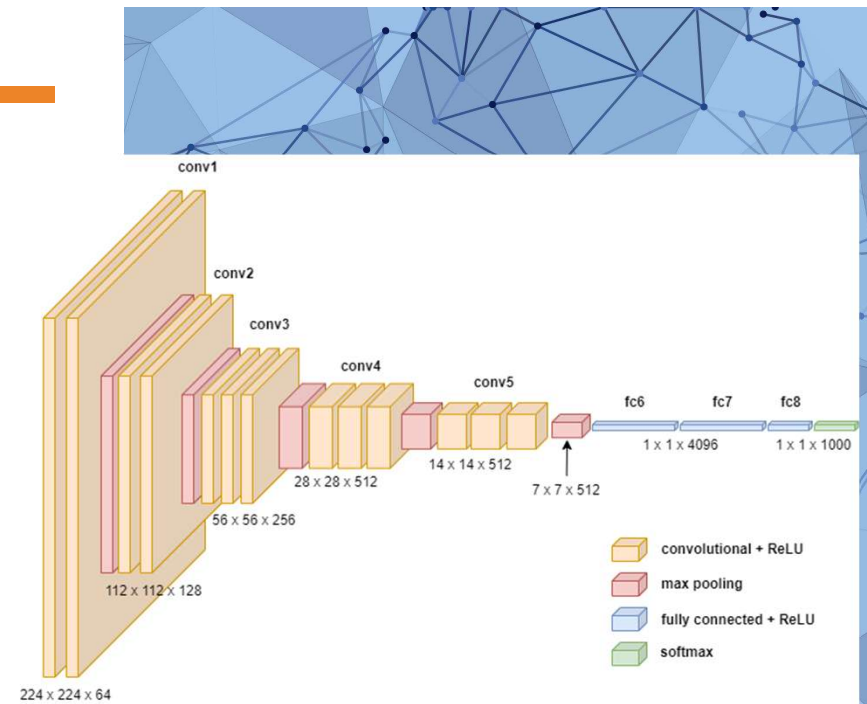 conv1
conv2
conv3
conv4
conv5
fc6
fc7
fc8
1 x 1 x 4096
1 x 1 x 1000
14 x 14 x 512
28 x 28 x 512
7 x 7 x 512
56 x 56 x 256
112 x 112 x 128
224 x 224 x 64
convolutional + ReLU
max pooling
fully connected + ReLU
softmax